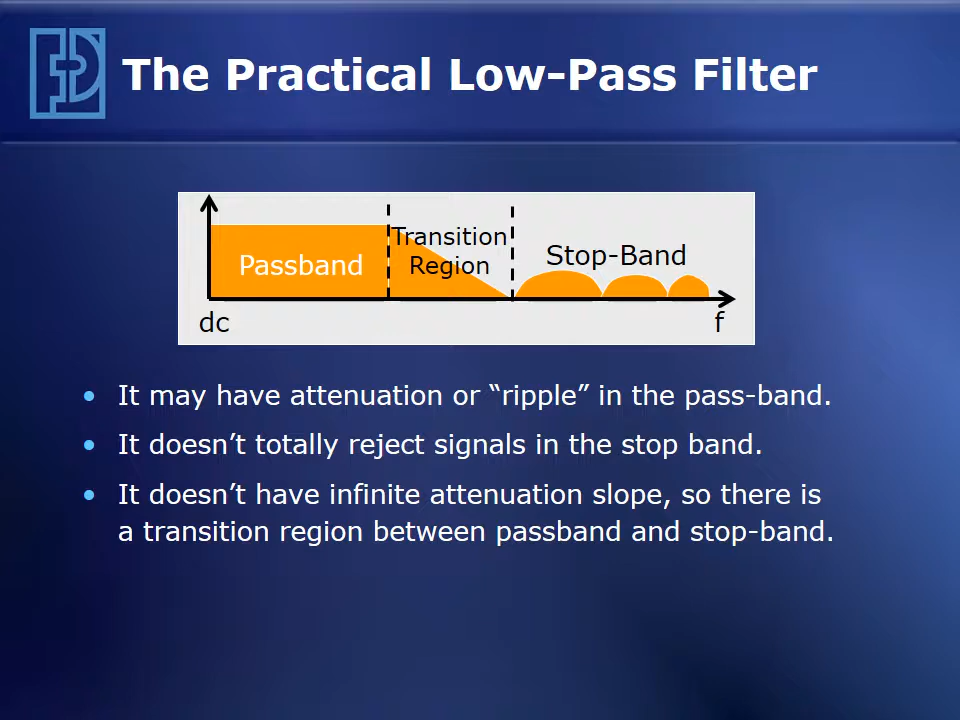 The Practical Low-Pass Filter
Transition
Region
Passband
Stop-Band
dc
f
• It may have attenuation or “ripple” in the pass-band.
• It doesn’t totally reject signals in the stop band.
• It doesn’t have infinite attenuation slope, so there is
a transition region between passband and stop-band.